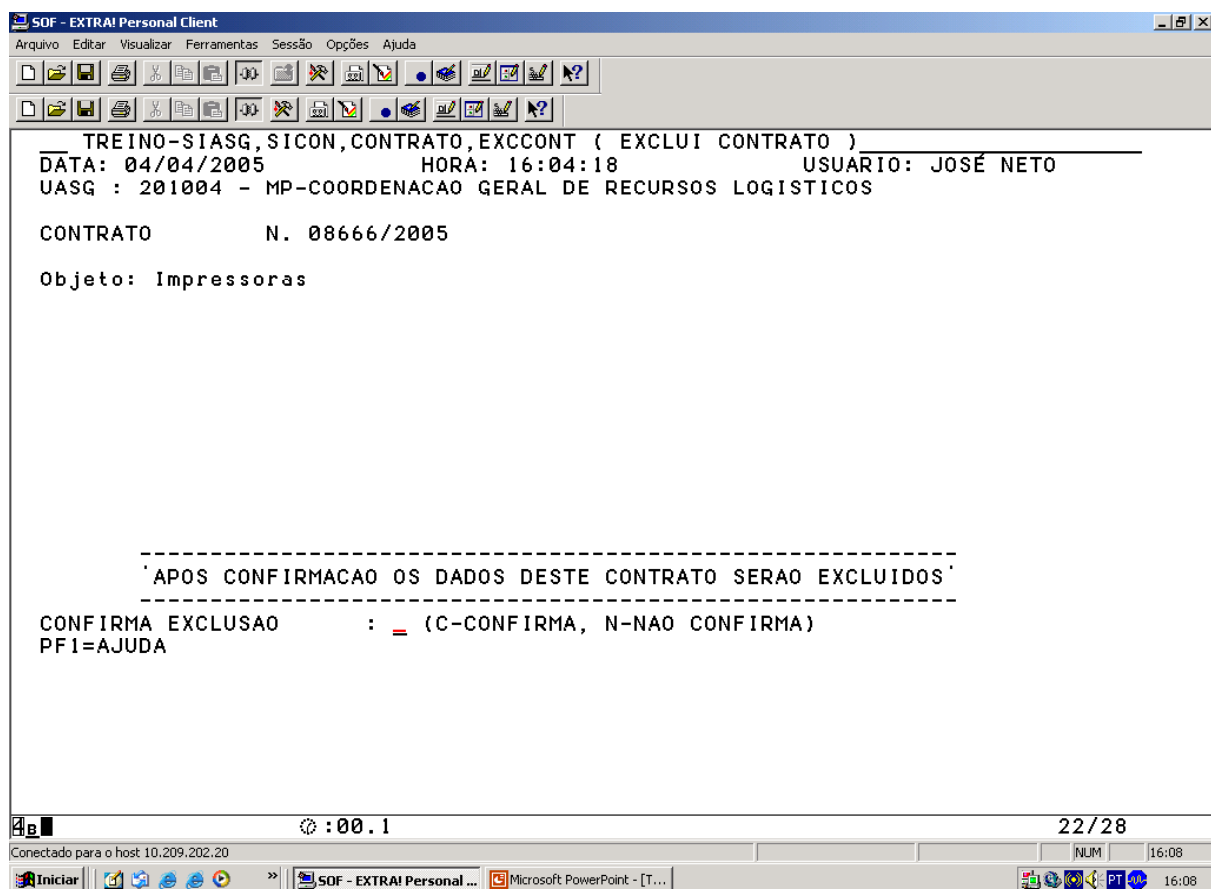 SOF - EXTRA! Personal Client
Arquivo Editar Visualizar Ferramentas Sessão Opções Ajuda
__ TREINO-SIASG,SICON,CONTRATO,EXCCONT ( EXCLUI CONTRATO )
DATA: 04/04/2005 HORA: 16:04:18 USUARIO: JOSÉ NETO
UASG : 201004 - MP-COORDENACAO GERAL DE RECURSOS LOGISTICOS
CONTRATO N. 08666/2005
Objeto: Impressoras
------------------------------------------------------------
'APOS CONFIRMACAO OS DADOS DESTE CONTRATO SERAO EXCLUIDOS'
------------------------------------------------------------
CONFIRMA EXCLUSAO : _ (C-CONFIRMA, N-NAO CONFIRMA)
PF1=AJUDA
4B :00.1 22/28
Conectado para o host 10.209.202.20 NUM 16:08
Iniciar » SOF - EXTRA! Personal ... Microsoft PowerPoint - [T... PT 16:08